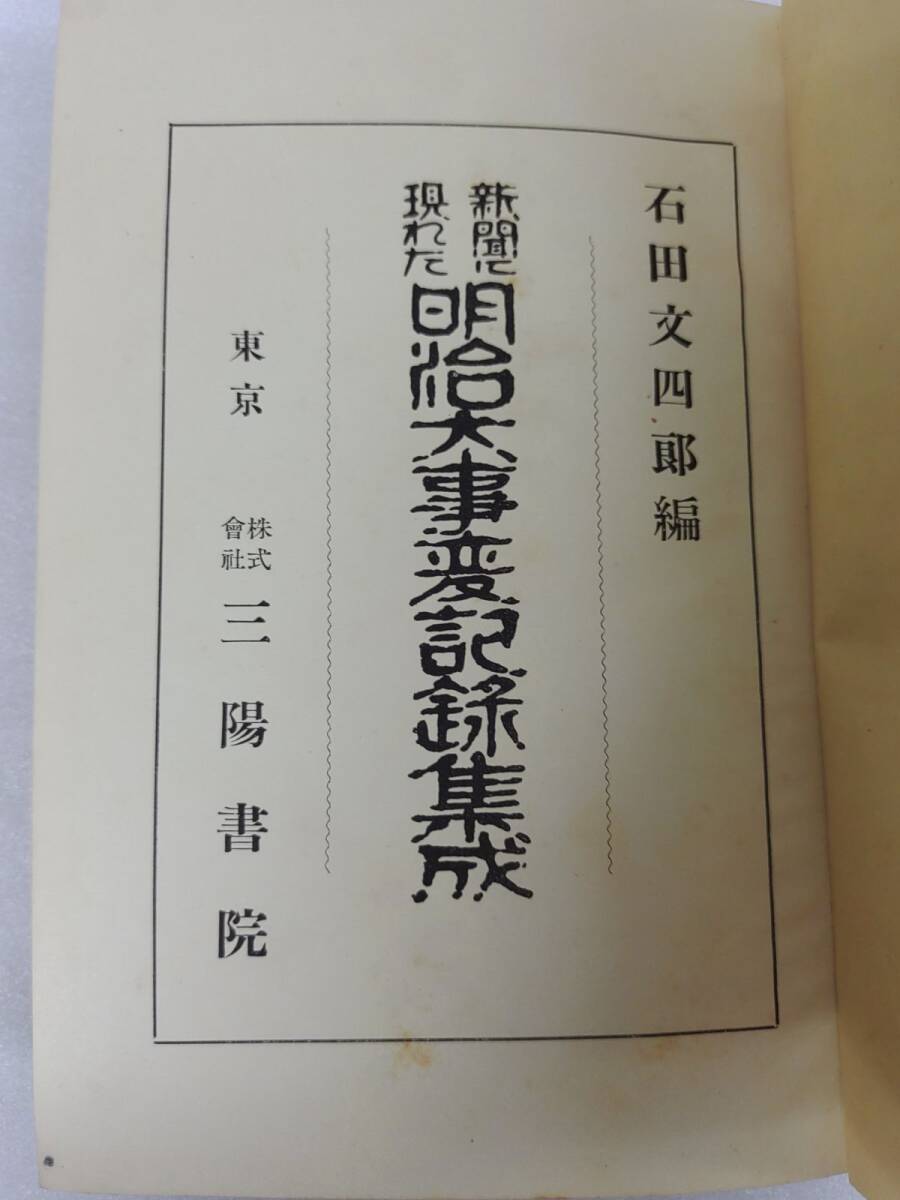 石田文四郎編
新聞に
現れた
明治大事変記録集成
東京
株式
會社
三陽書院